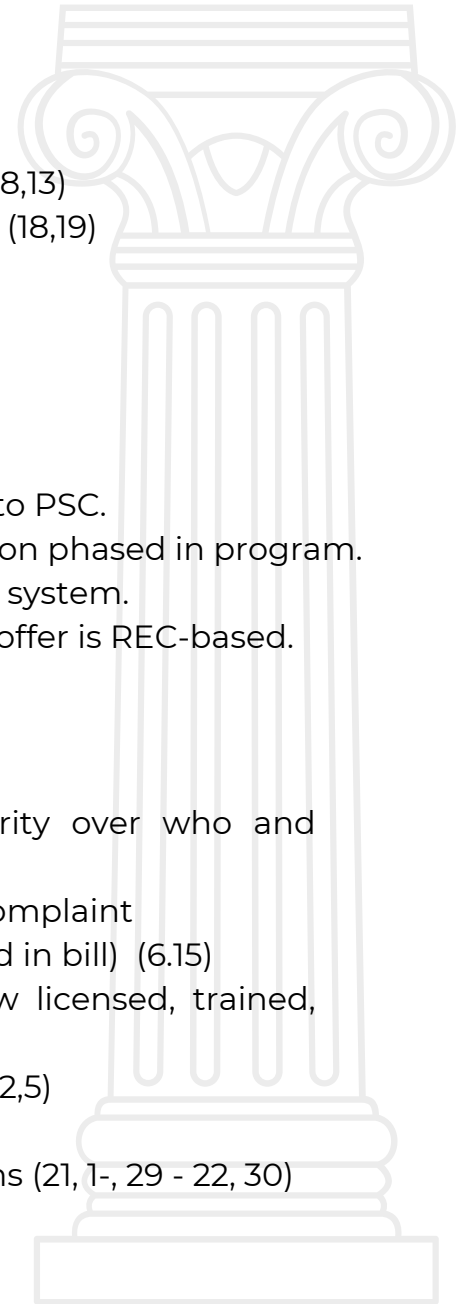 8,13)
(18,19)
to PSC.
on phased in program.
system.
offer is REC-based.
rity over who and
omplaint
d in bill) (6.15)
w licensed, trained,
2,5)
ns (21, 1-, 29 - 22, 30)